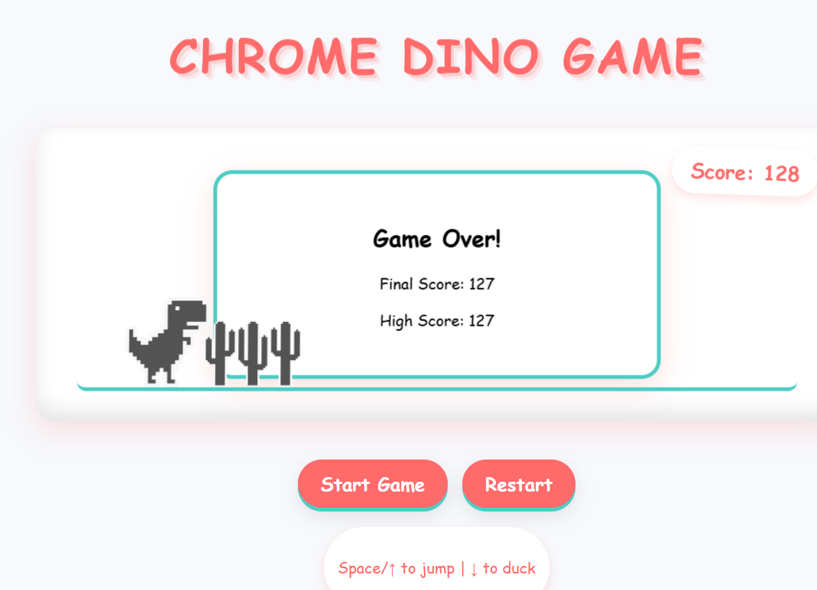 CHROME DINO GAME
Score: 128
Game Over!
Final Score: 127
High Score: 127
Start Game
Restart
Space/↑ to jump | ↓ to duck